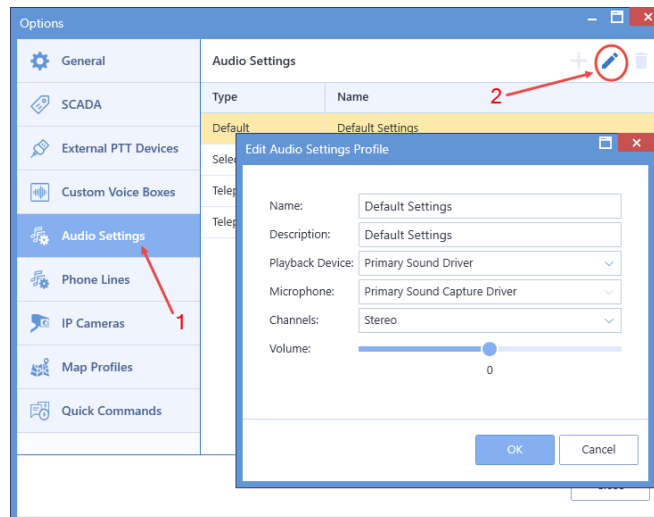 Options
General
SCADA
External PTT Devices
Custom Voice Boxes
Audio Settings
Phone Lines
IP Cameras
Map Profiles
Quick Commands
1
Audio Settings
2
Type Name
Default Default Settings
Edit Audio Settings Profile
Name: Default Settings
Description: Default Settings
Playback Device: Primary Sound Driver
Microphone: Primary Sound Capture Driver
Channels: Stereo
Volume:
0
OK Cancel